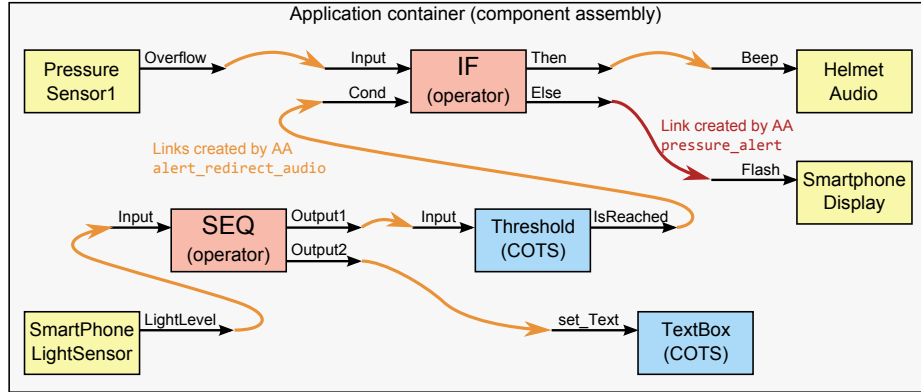 Application container (component assembly)
Pressure
Sensor1
Overflow
Input
Cond
IF
(operator)
Then
Else
Beep
Helmet
Audio
Links created by AA
alert_redirect_audio
Link created by AA
pressure_alert
Flash
Smartphone
Display
Input
SEQ
(operator)
Output1
Output2
Input
Threshold
(COTS)
IsReached
SmartPhone
LightSensor
LightLevel
set_Text
TextBox
(COTS)